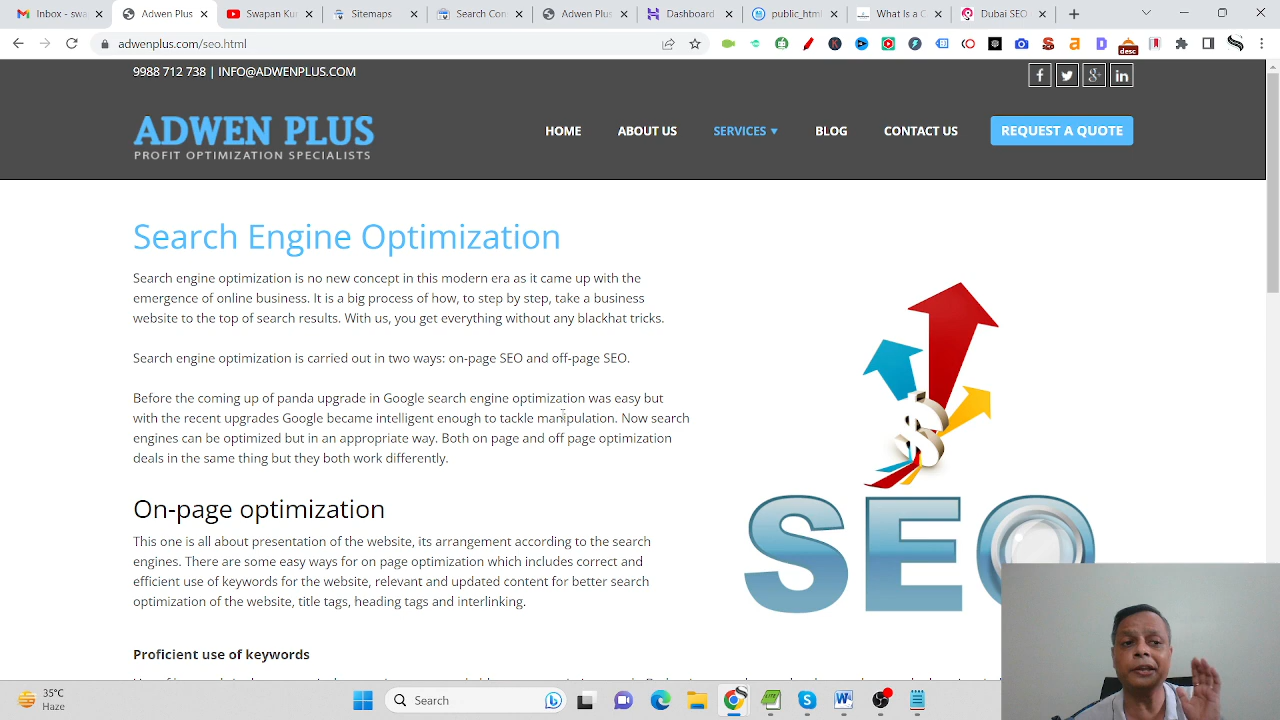 Inbox - swa
Adwen Plus
Swapan Ku
Sitemaps
Search Con
Adwen Plus
Dashboard
public_html
What Is a C
Dubai SEO
adwenplus.com/seo.html
desc
9988 712 738 | INFO@ADWENPLUS.COM
ADWEN PLUS
PROFIT OPTIMIZATION SPECIALISTS
HOME ABOUT US SERVICES BLOG CONTACT US REQUEST A QUOTE
Search Engine Optimization
Search engine optimization is no new concept in this modern era as it came up with the
emergence of online business. It is a big process of how, to step by step, take a business
website to the top of search results. With us, you get everything without any blackhat tricks.
Search engine optimization is carried out in two ways: on-page SEO and off-page SEO.
Before the coming up of panda upgrade in Google search engine optimization was easy but
with the recent upgrade Google became intelligent enough to tackle manipulation. Now search
engines can be optimized but in an appropriate way. Both on page and off page optimization
deals in the same thing but they both work differently.
$
SEO
On-page optimization
This one is all about presentation of the website, its arrangement according to the search
engines. There are some easy ways for on page optimization which includes correct and
efficient use of keywords for the website, relevant and updated content for better search
optimization of the website, title tags, heading tags and interlinking.
Proficient use of keywords
35°C
Haze
Search